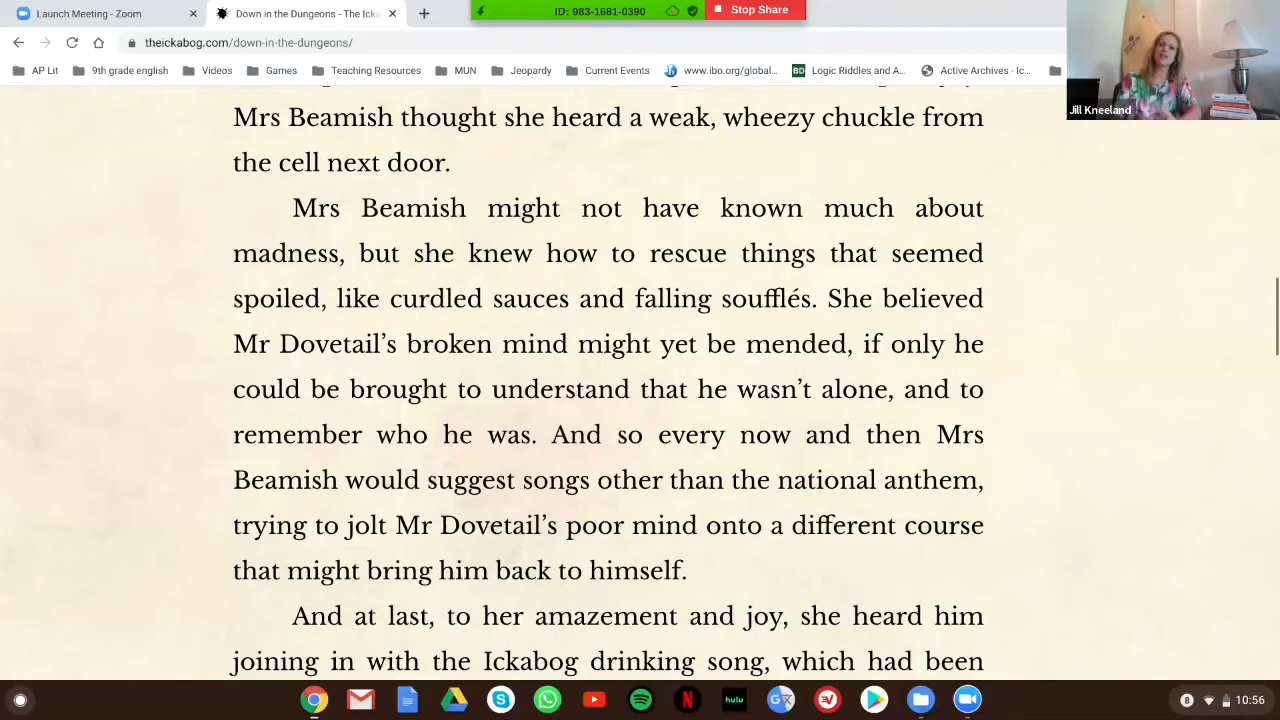 Launch Meeting - Zoom
Down in the Dungeons - The Icka
ID: 983-1681-0390
Stop Share
theickabog.com/down-in-the-dungeons/
AP Lit
9th grade english
Videos
Games
Teaching Resources
MUN
Jeopardy
Current Events
www.ibo.org/global...
BD
Logic Riddles and A...
Active Archives - Ic...
Jill Kneeland
Mrs Beamish thought she heard a weak, wheezy chuckle from
the cell next door.
Mrs Beamish might not have known much about
madness, but she knew how to rescue things that seemed
spoiled, like curdled sauces and falling soufflés. She believed
Mr Dovetail’s broken mind might yet be mended, if only he
could be brought to understand that he wasn’t alone, and to
remember who he was. And so every now and then Mrs
Beamish would suggest songs other than the national anthem,
trying to jolt Mr Dovetail’s poor mind onto a different course
that might bring him back to himself.
And at last, to her amazement and joy, she heard him
joining in with the Ickabog drinking song, which had been
hulu
8
10:56